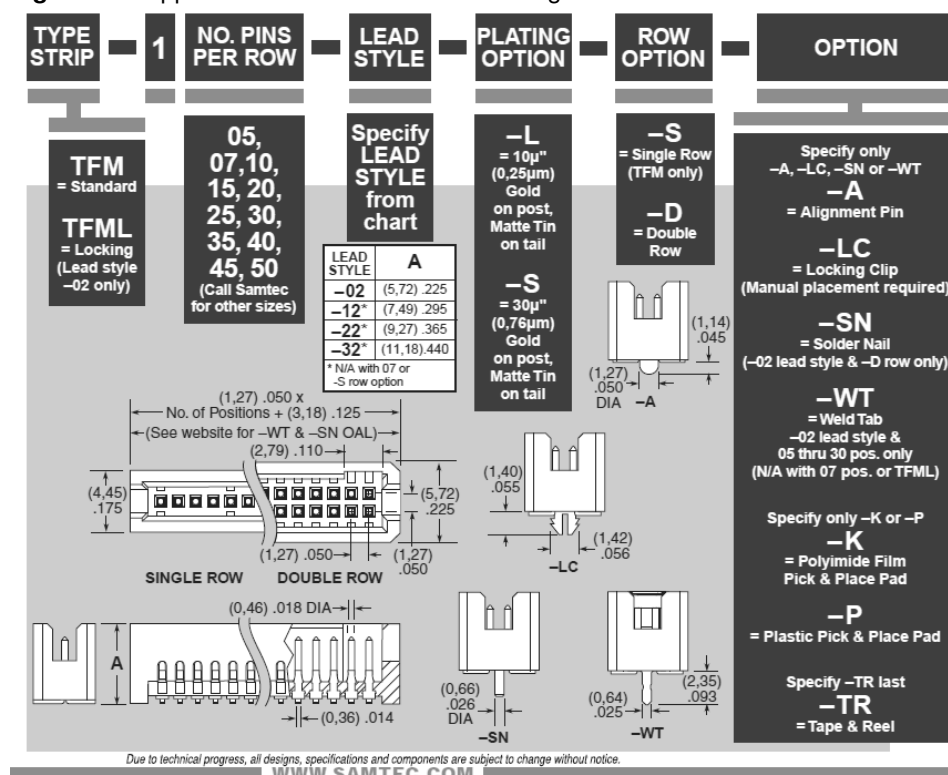 TYPE STRIP
1
NO. PINS PER ROW
LEAD STYLE
PLATING OPTION
ROW OPTION
OPTION
TFM
= Standard
TFML
= Locking
(Lead style
–02 only)
05,
07,10,
15, 20,
25, 30,
35, 40,
45, 50
(Call Samtec
for other sizes)
Specify
LEAD
STYLE
from
chart
LEAD STYLE A
–02 (5,72) .225
–12* (7,49) .295
–22* (9,27) .365
–32* (11,18).440
* N/A with 07 or
-S row option
–L
= 10µ"
(0,25µm)
Gold
on post,
Matte Tin
on tail
–S
= 30µ"
(0,76µm)
Gold
on post,
Matte Tin
on tail
–S
= Single Row
(TFM only)
–D
= Double
Row
Specify only
–A, –LC, –SN or –WT
–A
= Alignment Pin
–LC
= Locking Clip
(Manual placement required)
–SN
= Solder Nail
(–02 lead style & –D row only)
–WT
= Weld Tab
–02 lead style &
05 thru 30 pos. only
(N/A with 07 pos. or TFML)
Specify only –K or –P
–K
= Polyimide Film
Pick & Place Pad
–P
= Plastic Pick & Place Pad
Specify –TR last
–TR
= Tape & Reel
(1,14)
.045
(1,27)
.050
DIA
–A
(1,27) .050 x
No. of Positions + (3,18) .125
(See website for –WT & –SN OAL)
(2,79) .110
(4,45)
.175
(5,72)
.225
(1,27) .050
(1,27)
.050
SINGLE ROW
DOUBLE ROW
(1,40)
.055
(1,42)
.056
–LC
(0,46) .018 DIA
A
(0,36) .014
(0,66)
.026
DIA
–SN
(0,64)
.025
(2,35)
.093
–WT
Due to technical progress, all designs, specifications and components are subject to change without notice.
WWW.SAMTEC.COM